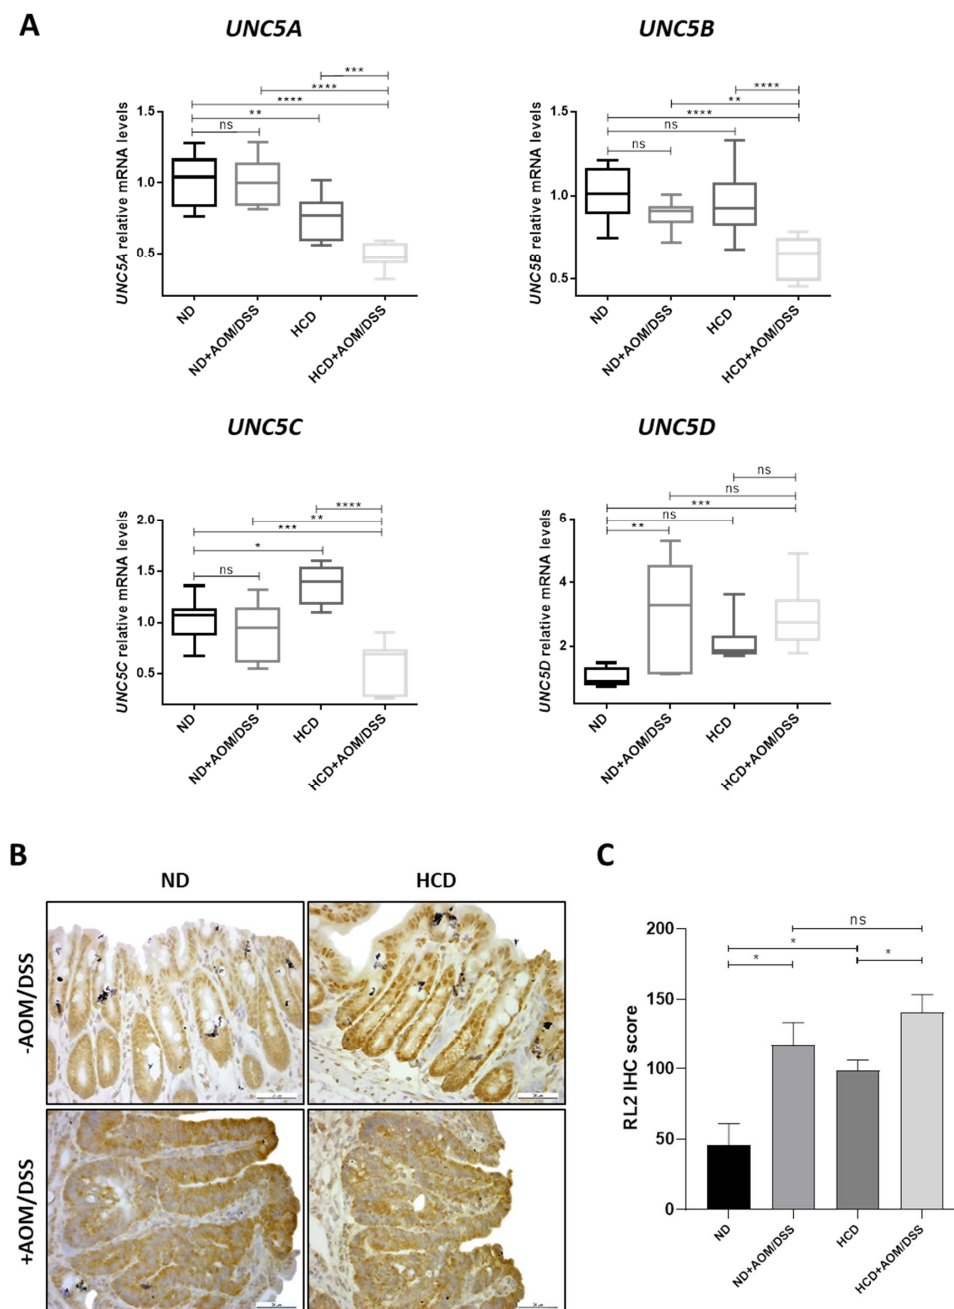 A
UNC5A
UNC5B
***
****
****
**
ns
UNC5A relative mRNA levels
1.5
1.0
0.5
ND
ND+AOM/DSS
HCD
HCD+AOM/DSS
****
**
****
ns
ns
UNC5B relative mRNA levels
1.5
1.0
0.5
ND
ND+AOM/DSS
HCD
HCD+AOM/DSS
UNC5C
UNC5D
****
**
***
*
ns
UNC5C relative mRNA levels
2.0
1.5
1.0
0.5
ND
ND+AOM/DSS
HCD
HCD+AOM/DSS
ns
ns
***
ns
**
UNC5D relative mRNA levels
6
4
2
ND
ND+AOM/DSS
HCD
HCD+AOM/DSS
B
ND
HCD
-AOM/DSS
+AOM/DSS
C
ns
*
*
*
RL2 IHC score
200
150
100
50
0
ND
ND+AOM/DSS
HCD
HCD+AOM/DSS